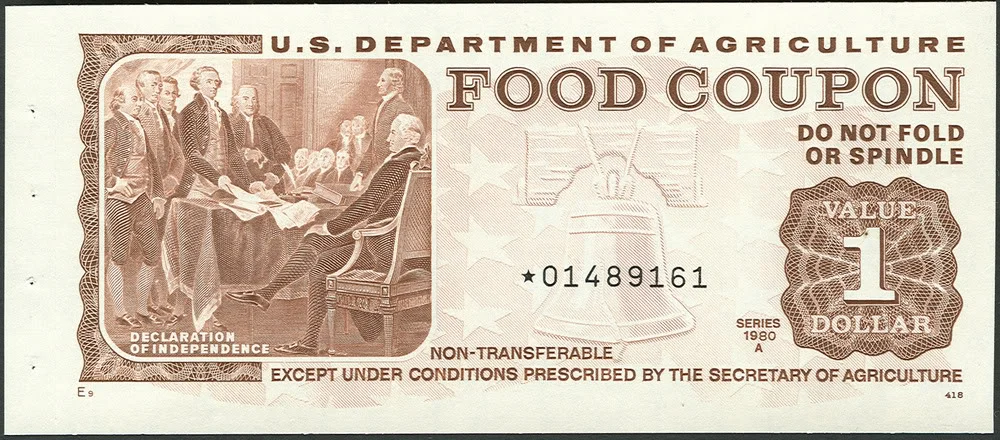 U.S. DEPARTMENT OF AGRICULTURE
FOOD COUPON
DO NOT FOLD
OR SPINDLE
VALUE
1
DOLLAR
★01489161
SERIES
1980
A
DECLARATION
OF INDEPENDENCE
NON-TRANSFERABLE
EXCEPT UNDER CONDITIONS PRESCRIBED BY THE SECRETARY OF AGRICULTURE
E9
418